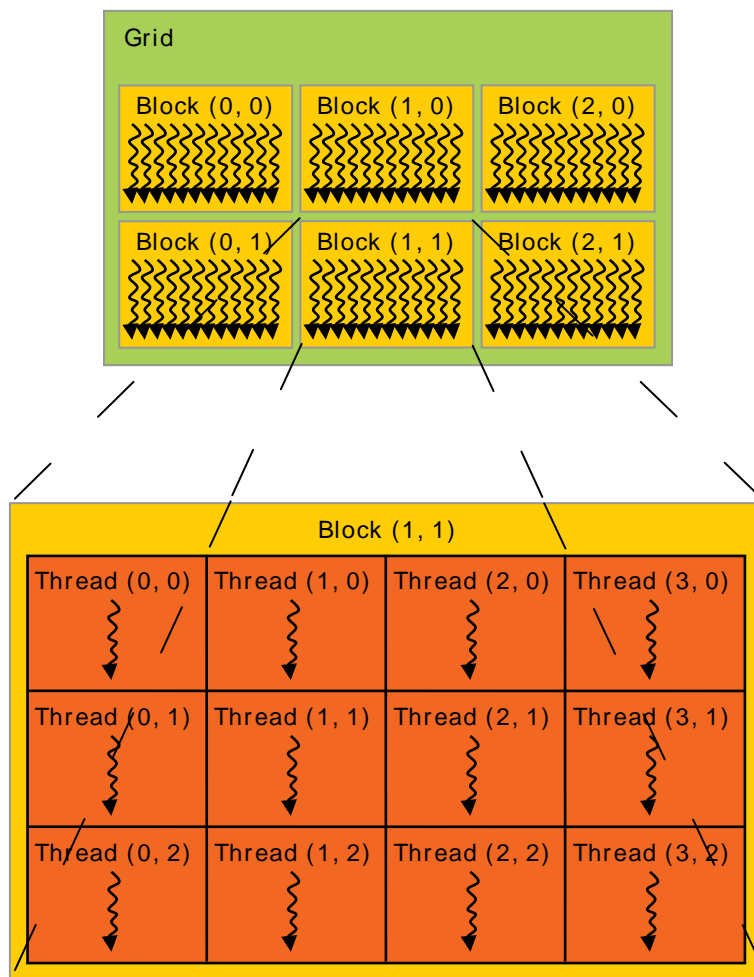 Grid
Block (0, 0) Block (1, 0) Block (2, 0)
Block (0, 1) Block (1, 1) Block (2, 1)
Block (1, 1)
Thread (0, 0) Thread (1, 0) Thread (2, 0) Thread (3, 0)
Thread (0, 1) Thread (1, 1) Thread (2, 1) Thread (3, 1)
Thread (0, 2) Thread (1, 2) Thread (2, 2) Thread (3, 2)